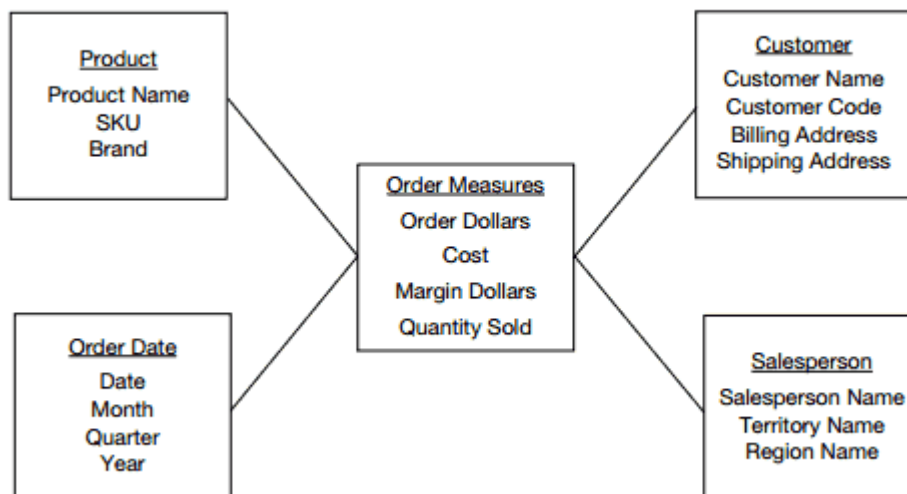 Product
Product Name
SKU
Brand
Customer
Customer Name
Customer Code
Billing Address
Shipping Address
Order Measures
Order Dollars
Cost
Margin Dollars
Quantity Sold
Order Date
Date
Month
Quarter
Year
Salesperson
Salesperson Name
Territory Name
Region Name